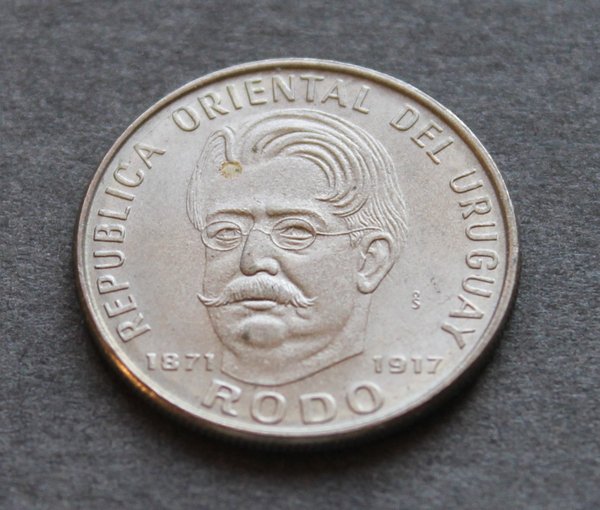 REPUBLICA ORIENTAL DEL URUGUAY
1871 1917
RODO